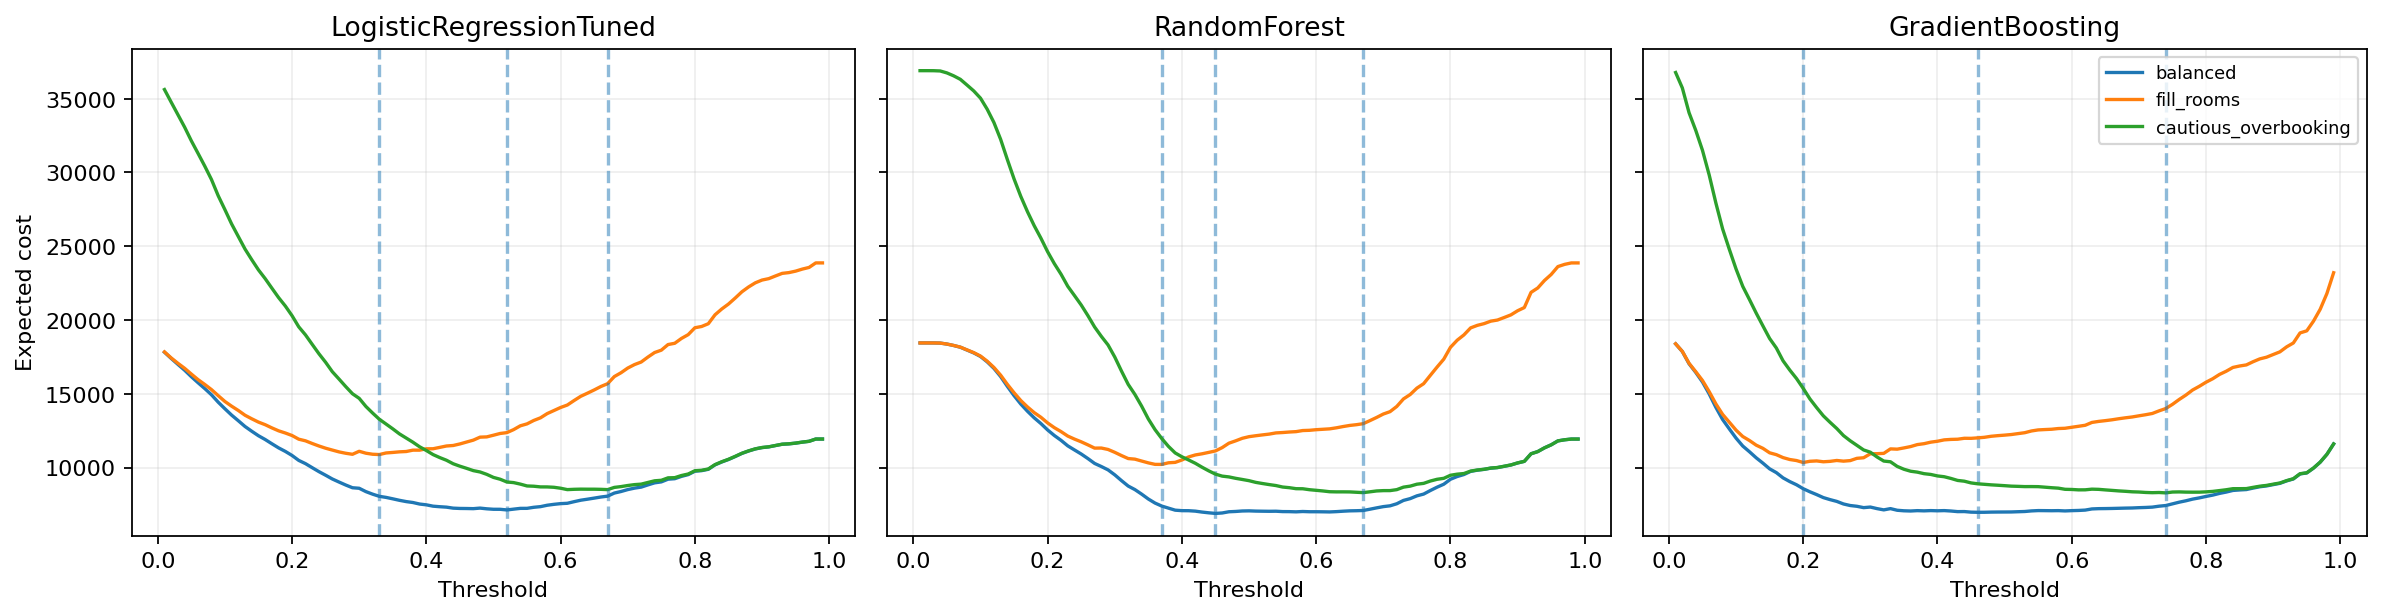 LogisticRegressionTuned
RandomForest
GradientBoosting
Expected cost
35000
30000
25000
20000
15000
10000
balanced
fill_rooms
cautious_overbooking
0.0 0.2 0.4 0.6 0.8 1.0
0.0 0.2 0.4 0.6 0.8 1.0
0.0 0.2 0.4 0.6 0.8 1.0
Threshold
Threshold
Threshold